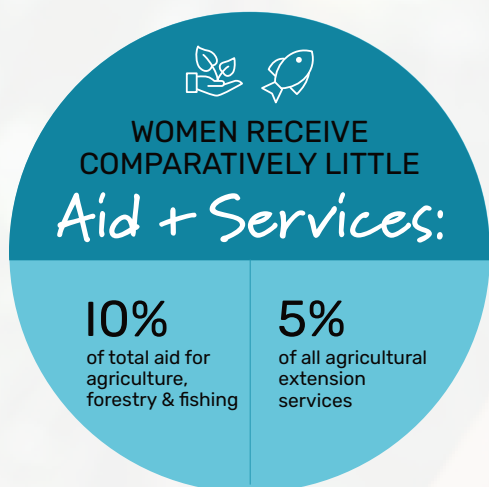 WOMEN RECEIVE
COMPARATIVELY LITTLE
Aid + Services:
10%
of total aid for
agriculture,
forestry & fishing
5%
of all agricultural
extension
services